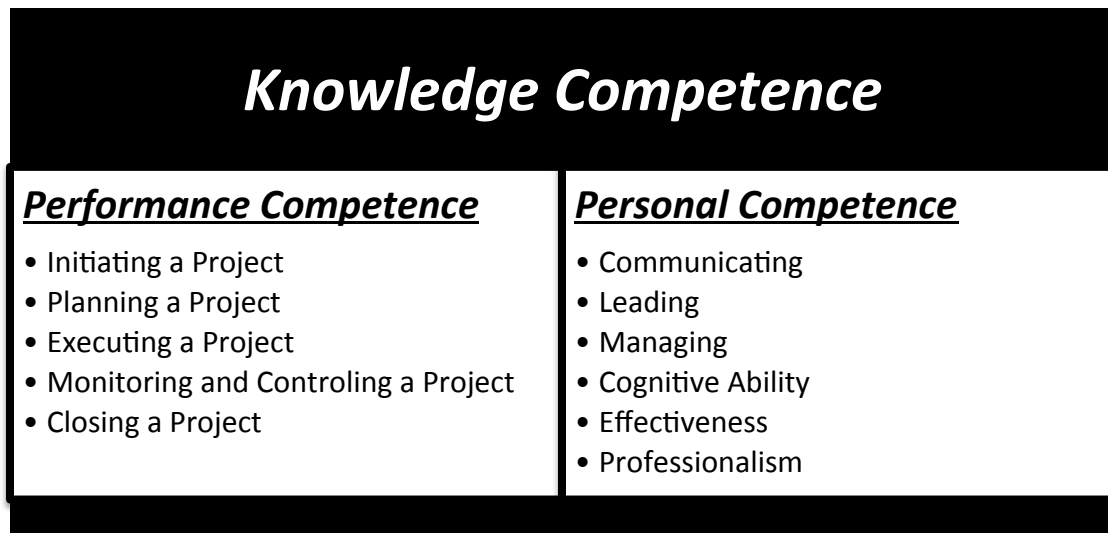 Knowledge Competence
Performance Competence
• Initiating a Project
• Planning a Project
• Executing a Project
• Monitoring and Controling a Project
• Closing a Project
Personal Competence
• Communicating
• Leading
• Managing
• Cognitive Ability
• Effectiveness
• Professionalism